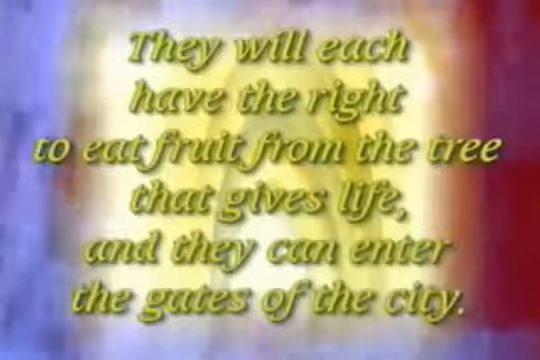 They will each
have the right
to eat fruit from the tree
that gives life,
and they can enter
the gates of the city.